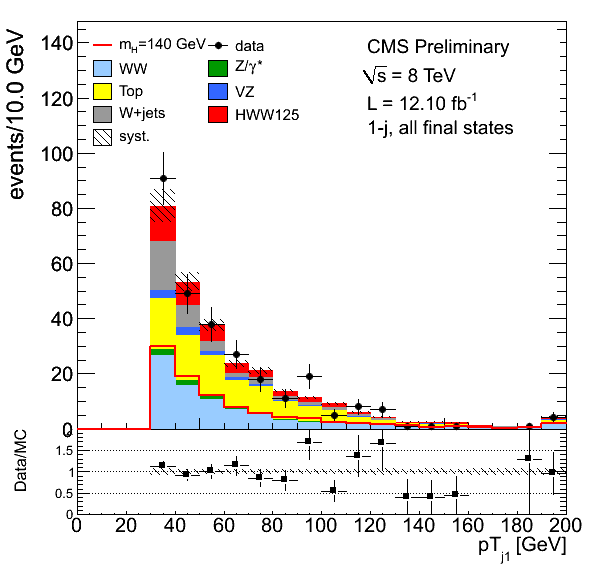 events/10.0 GeV
140
120
100
80
60
40
20
0
m_H=140 GeV
data
WW
Z/γ*
Top
VZ
W+jets
HWW125
syst.
CMS Preliminary
√s = 8 TeV
L = 12.10 fb⁻¹
1-j, all final states
Data/MC
2
1.5
1
0.5
0
0 20 40 60 80 100 120 140 160 180 200
pT_j1 [GeV]